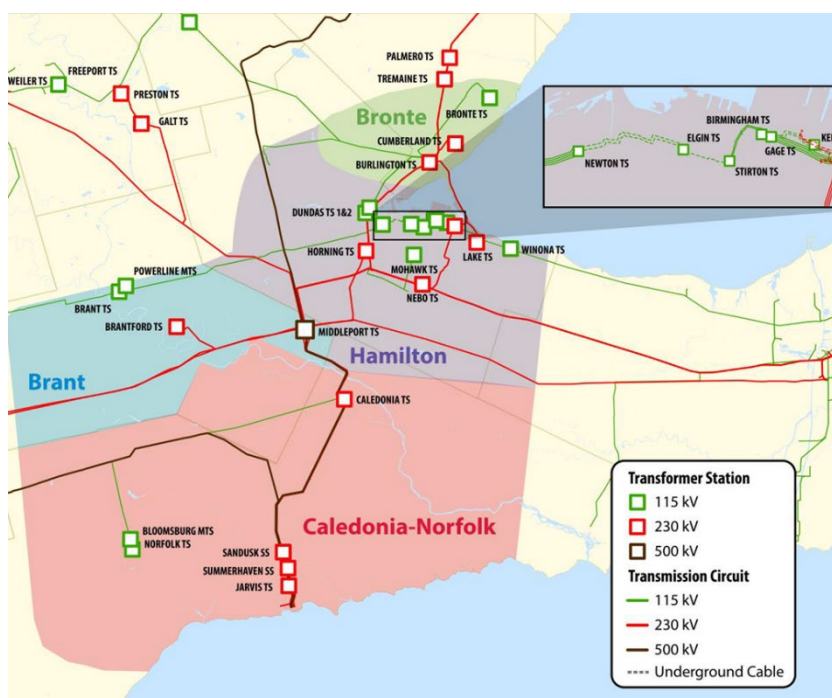 PALMERO TS
FREEPORT TS
WEILER TS
TREMAINE TS
PRESTON TS
BRONTE TS
GALT TS
Bronte
CUMBERLAND TS
BURLINGTON TS
BIRMINGHAM TS
ELGIN TS
KE
GAGE TS
NEWTON TS
STIRTON TS
DUNDAS TS 1&2
HORNING TS
LAKE TS
WINONA TS
MOHAWK TS
POWERLINE MTS
NEBO TS
BRANT TS
BRANTFORD TS
MIDDLEPORT TS
Hamilton
Brant
CALEDONIA TS
Caledonia-Norfolk
BLOOMSBURG MTS
NORFOLK TS
SANDUSK SS
SUMMERHAVEN SS
JARVIS TS
Transformer Station
115 kV
230 kV
500 kV
Transmission Circuit
115 kV
230 kV
500 kV
Underground Cable